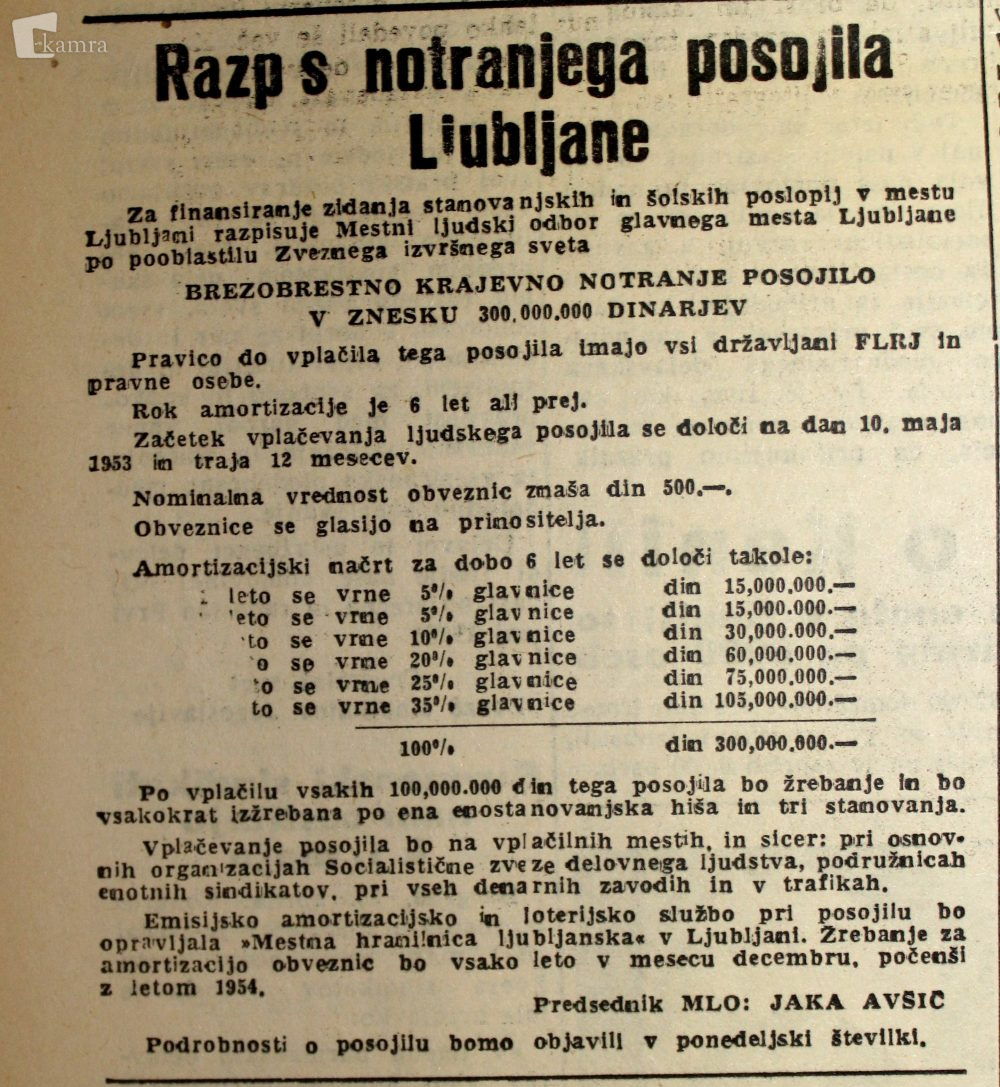 kamra
Razp s notranjega posojila
Ljubljane
Za finansiranje zidanja stanovanjskih in šolskih poslopij v mestu
Ljubljani razpisuje Mestni ljudski odbor glavnega mesta Ljubljane
po pooblastilu Zveznega izvršnega sveta
BREZOBRESTNO KRAJEVNO NOTRANJE POSOJILO
V ZNESKU 300.000.000 DINARJEV
Pravico do vplačila tega posojila imajo vsi državljani FLRJ in
pravne osebe.
Rok amortizacije je 6 let ali prej.
Začetek vplačevanja ljudskega posojila se določi na dan 10. maja
1953 in traja 12 mesecev.
Nominalna vrednost obveznic znaša din 500.—.
Obveznice se glasijo na prinositelja.
Amortizacijski načrt za dobo 6 let se določi takole:
leto se vrne 5% glavnice din 15,000.000.—
eto se vrne 5% glavnice din 15,000.000.—
to se vrne 10% glavnice din 30,000.000.—
o se vrne 20% glavnice din 60,000.000.—
to se vrne 25% glavnice din 75,000.000.—
to se vrne 35% glavnice din 105,000.000.—
100% din 300,000.000.—
Po vplačilu vsakih 100,000.000 din tega posojila bo žrebanje in bo
vsakokrat izžrebana po ena enostanovanjska hiša in tri stanovanja.
Vplačevanje posojila bo na vplačilnih mestih, in sicer: pri osnov-
nih organizacijah Socialistične zveze delovnega ljudstva, podružnicah
enotnih sindikatov, pri vseh denarnih zavodih in v trafikah.
Emisijsko amortizacijsko in loterijsko službo pri posojilu bo
opravljala »Mestna hranilnica ljubljanska« v Ljubljani. Žrebanje za
amortizacijo obveznic bo vsako leto v mesecu decembru, počenši
z letom 1954.
Predsednik MLO: JAKA AVŠIČ
Podrobnosti o posojilu bomo objavili v ponedeljski številki.